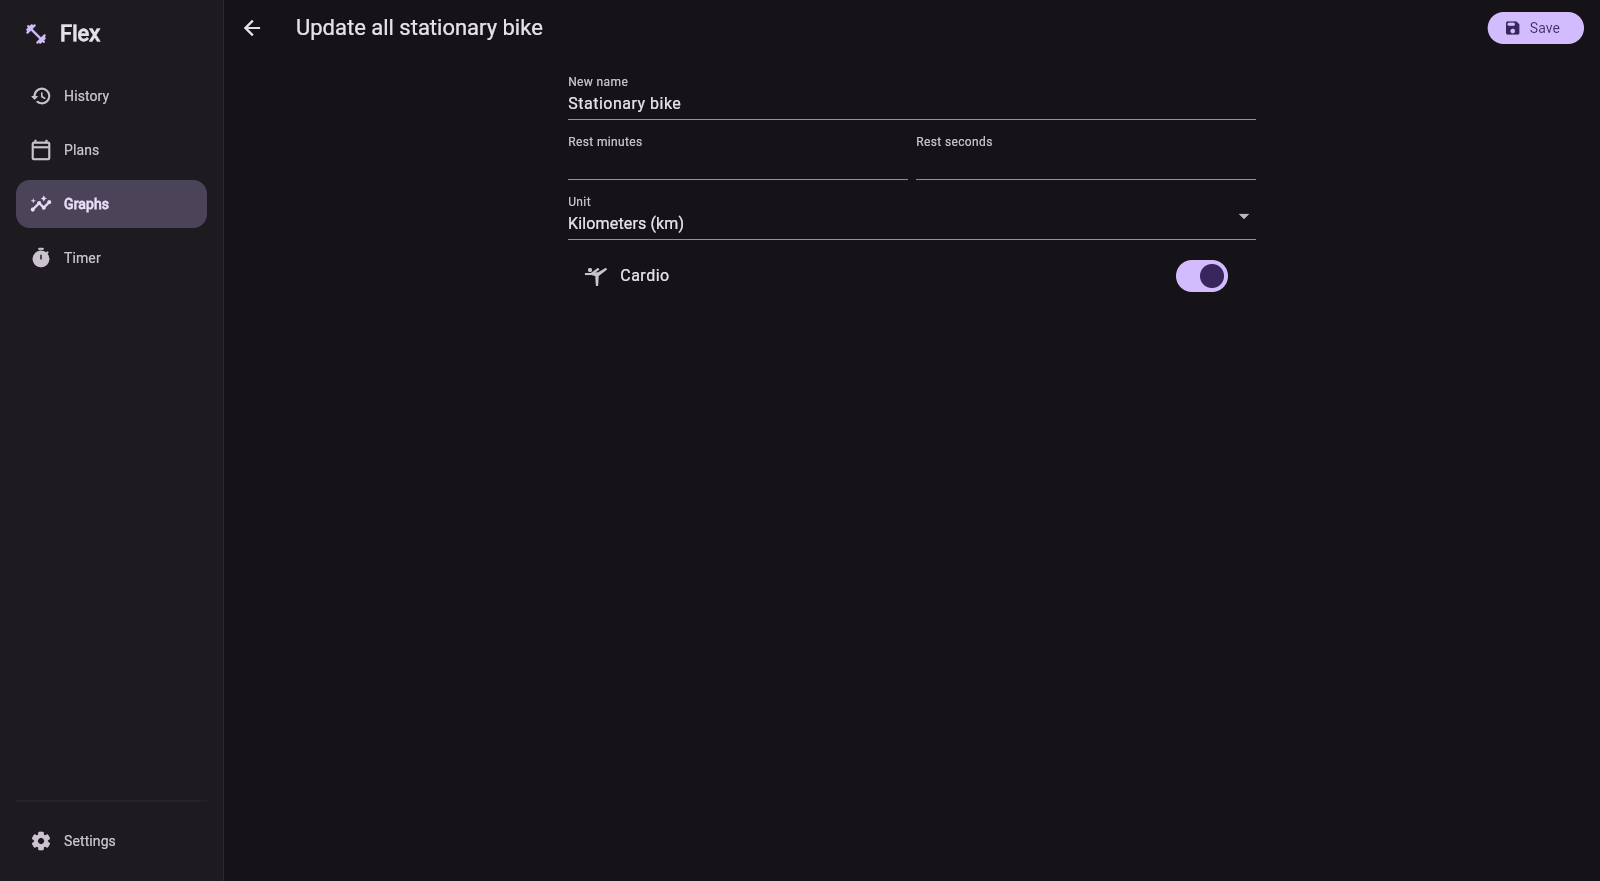 Flex
History
Plans
Graphs
Timer
Settings
Update all stationary bike
Save
New name
Stationary bike
Rest minutes
Rest seconds
Unit
Kilometers (km)
Cardio